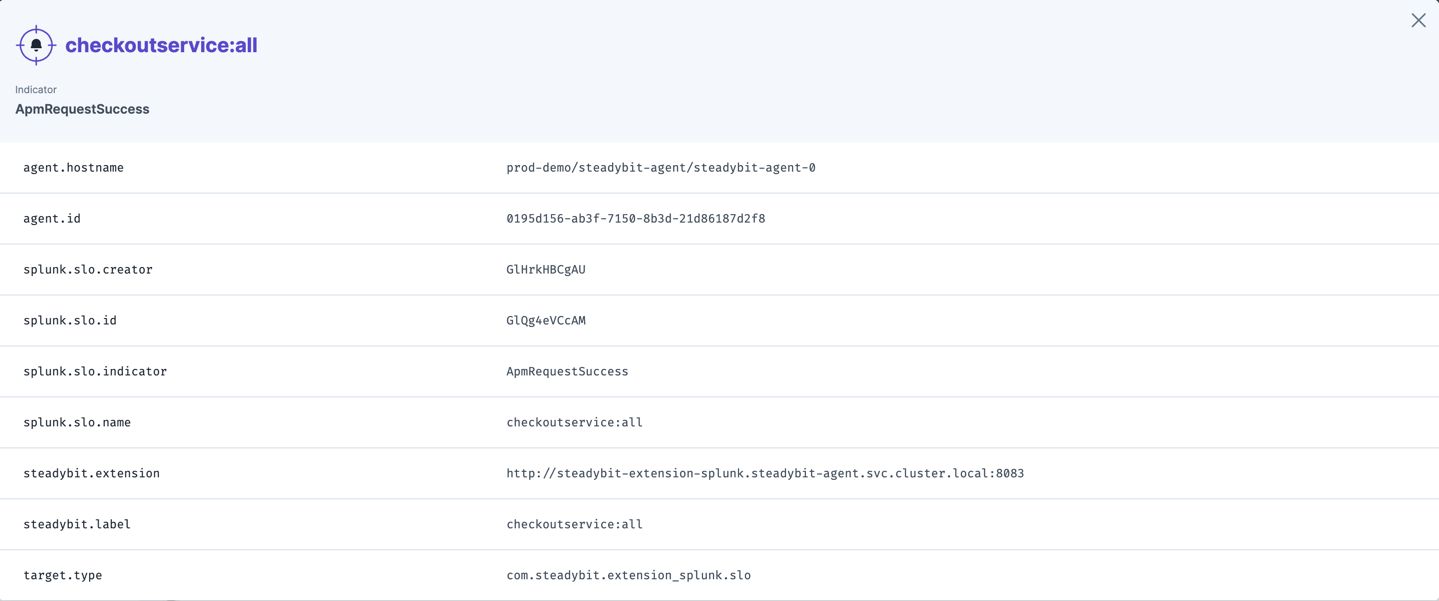 checkoutservice:all
Indicator
ApmRequestSuccess
agent.hostname prod-demo/steadybit-agent/steadybit-agent-0
agent.id 0195d156-ab3f-7150-8b3d-21d86187d2f8
splunk.slo.creator GlHrkHBCgAU
splunk.slo.id GlQg4eVCcAM
splunk.slo.indicator ApmRequestSuccess
splunk.slo.name checkoutservice:all
steadybit.extension http://steadybit-extension-splunk.steadybit-agent.svc.cluster.local:8083
steadybit.label checkoutservice:all
target.type com.steadybit.extension_splunk.slo